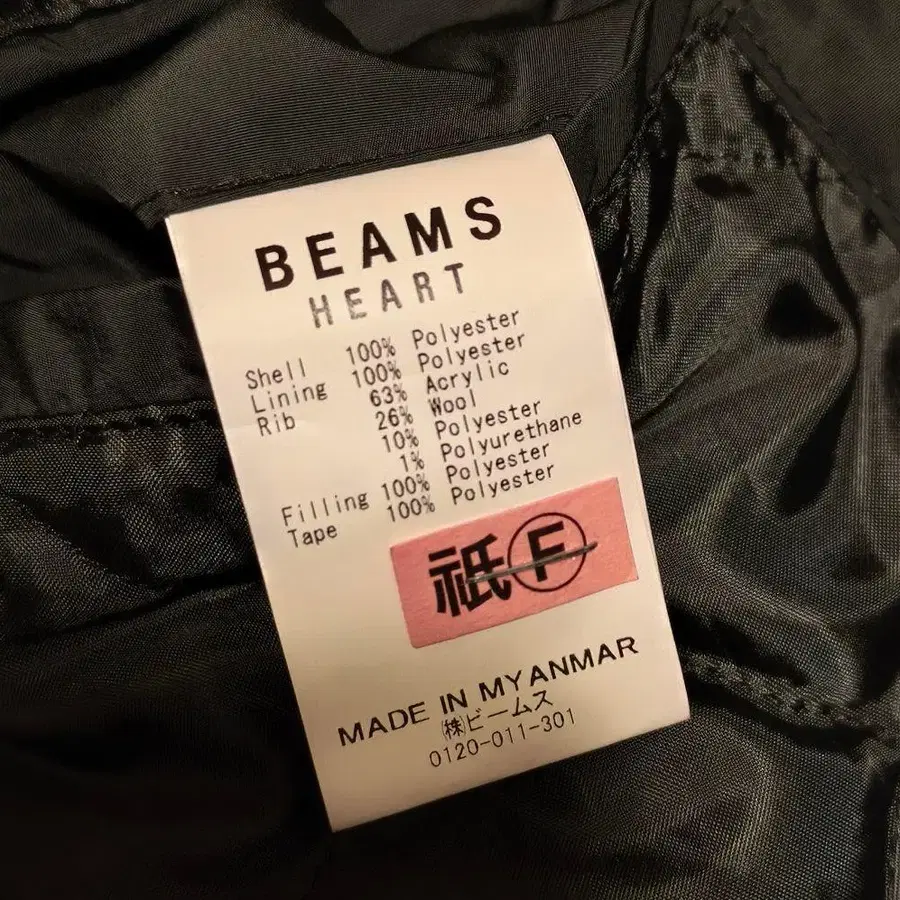 BEAMS
HEART
Shell 100% Polyester
Lining 100% Polyester
Rib 63% Acrylic
26% Wool
10% Polyester
1% Polyurethane
Filling 100% Polyester
Tape 100% Polyester
祇Ⓕ
MADE IN MYANMAR
㈱ビームス
0120-011-301